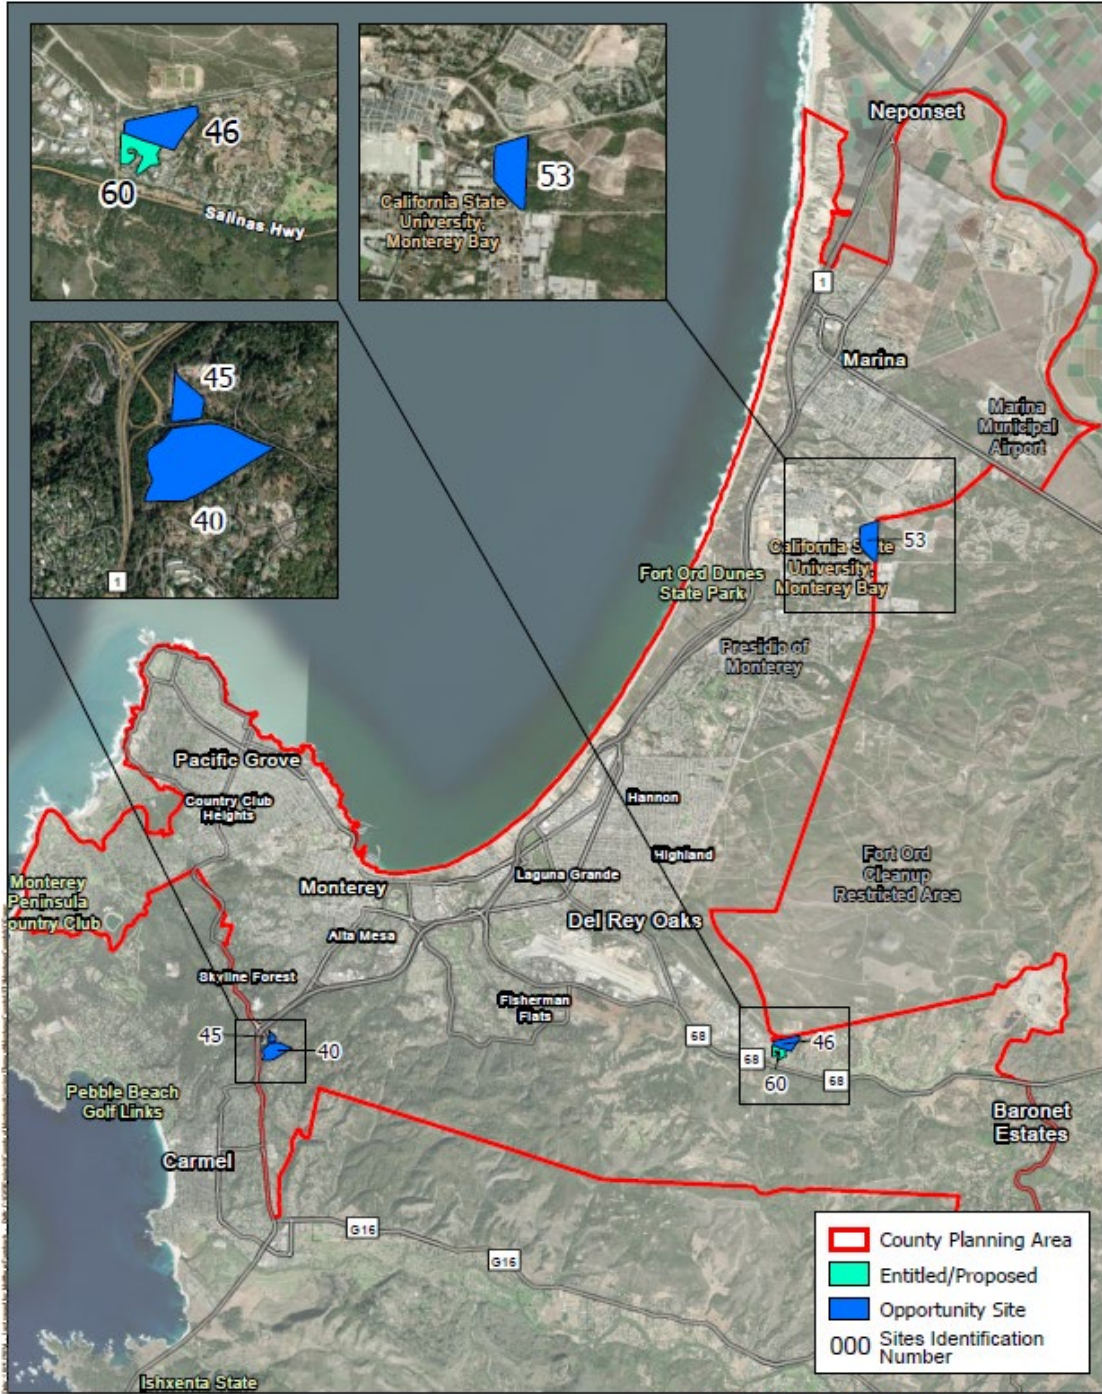 46
60
Salinas Hwy
53
California State
University,
Monterey Bay
45
40
1
Neponset
1
Marina
Marina
Municipal
Airport
53
California State
University,
Monterey Bay
Fort Ord Dunes
State Park
Presidio of
Monterey
Pacific Grove
Country Club
Heights
Hannon
Highland
Laguna Grande
Fort Ord
Cleanup
Restricted Area
Monterey
Peninsula
ountry Club
Monterey
Del Rey Oaks
Alta Mesa
Skyline Forest
Fisherman
Flats
45
40
68
68
68
46
60
Pebble Beach
Golf Links
Baronet
Estates
Carmel
G16
G16
County Planning Area
Entitled/Proposed
Opportunity Site
000 Sites Identification
Number
Ishxenta State